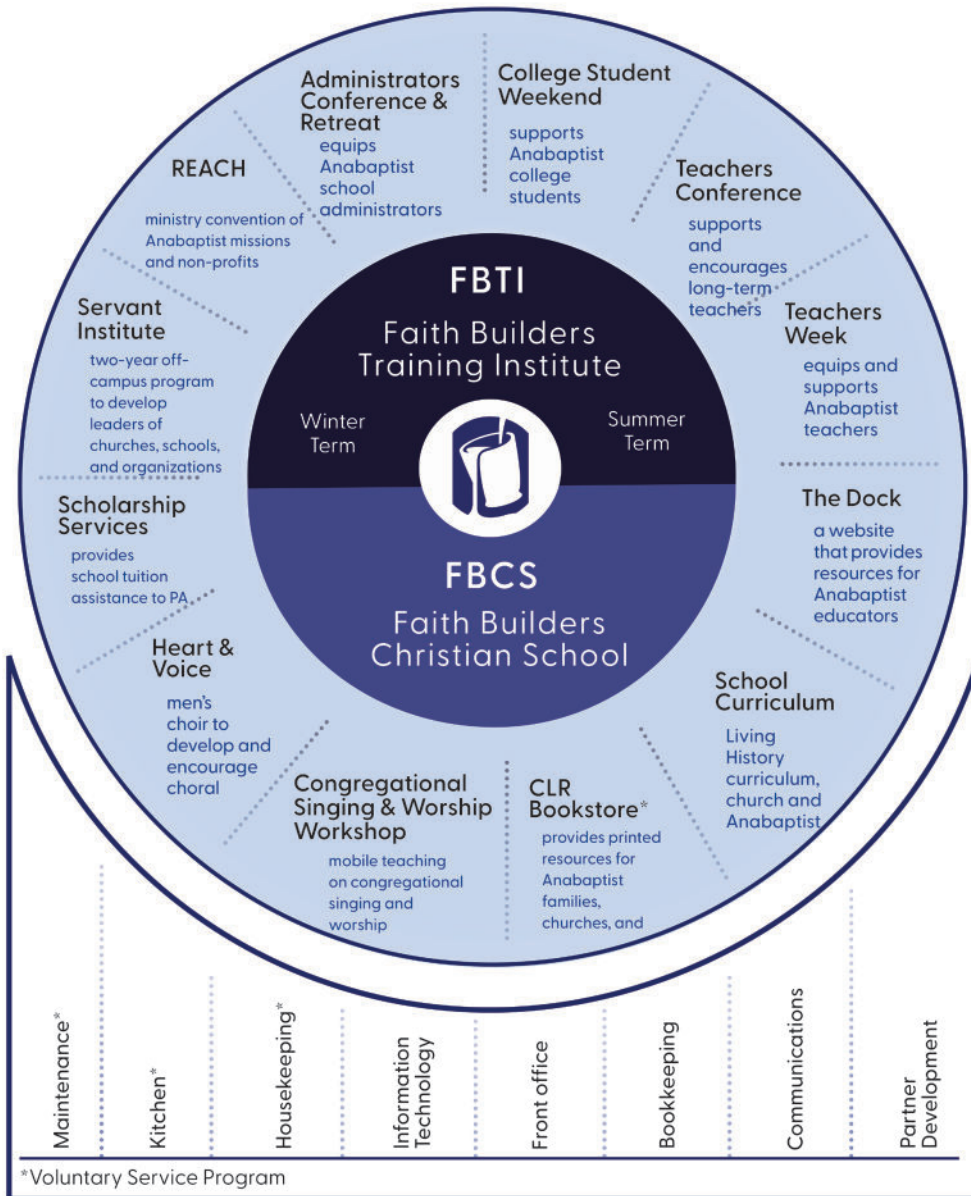 Administrators
Conference &
Retreat
equips
Anabaptist
school
administrators
College Student
Weekend
supports
Anabaptist
college
students
Teachers
Conference
supports
and
encourages
long-term
teachers
Teachers
Week
equips and
supports
Anabaptist
teachers
The Dock
a website
that provides
resources for
Anabaptist
educators
School
Curriculum
Living
History
curriculum,
church and
Anabaptist
CLR
Bookstore*
provides printed
resources for
Anabaptist
families,
churches, and
Congregational
Singing & Worship
Workshop
mobile teaching
on congregational
singing and
worship
Heart &
Voice
men's
choir to
develop and
encourage
choral
Scholarship
Services
provides
school tuition
assistance to PA
Servant
Institute
two-year off-
campus program
to develop
leaders of
churches, schools,
and organizations
REACH
ministry convention of
Anabaptist missions
and non-profits
FBTI
Faith Builders
Training Institute
Winter
Term
Summer
Term
FBCS
Faith Builders
Christian School
Maintenance*
Kitchen*
Housekeeping*
Information
Technology
Front office
Bookkeeping
Communications
Partner
Development
*Voluntary Service Program